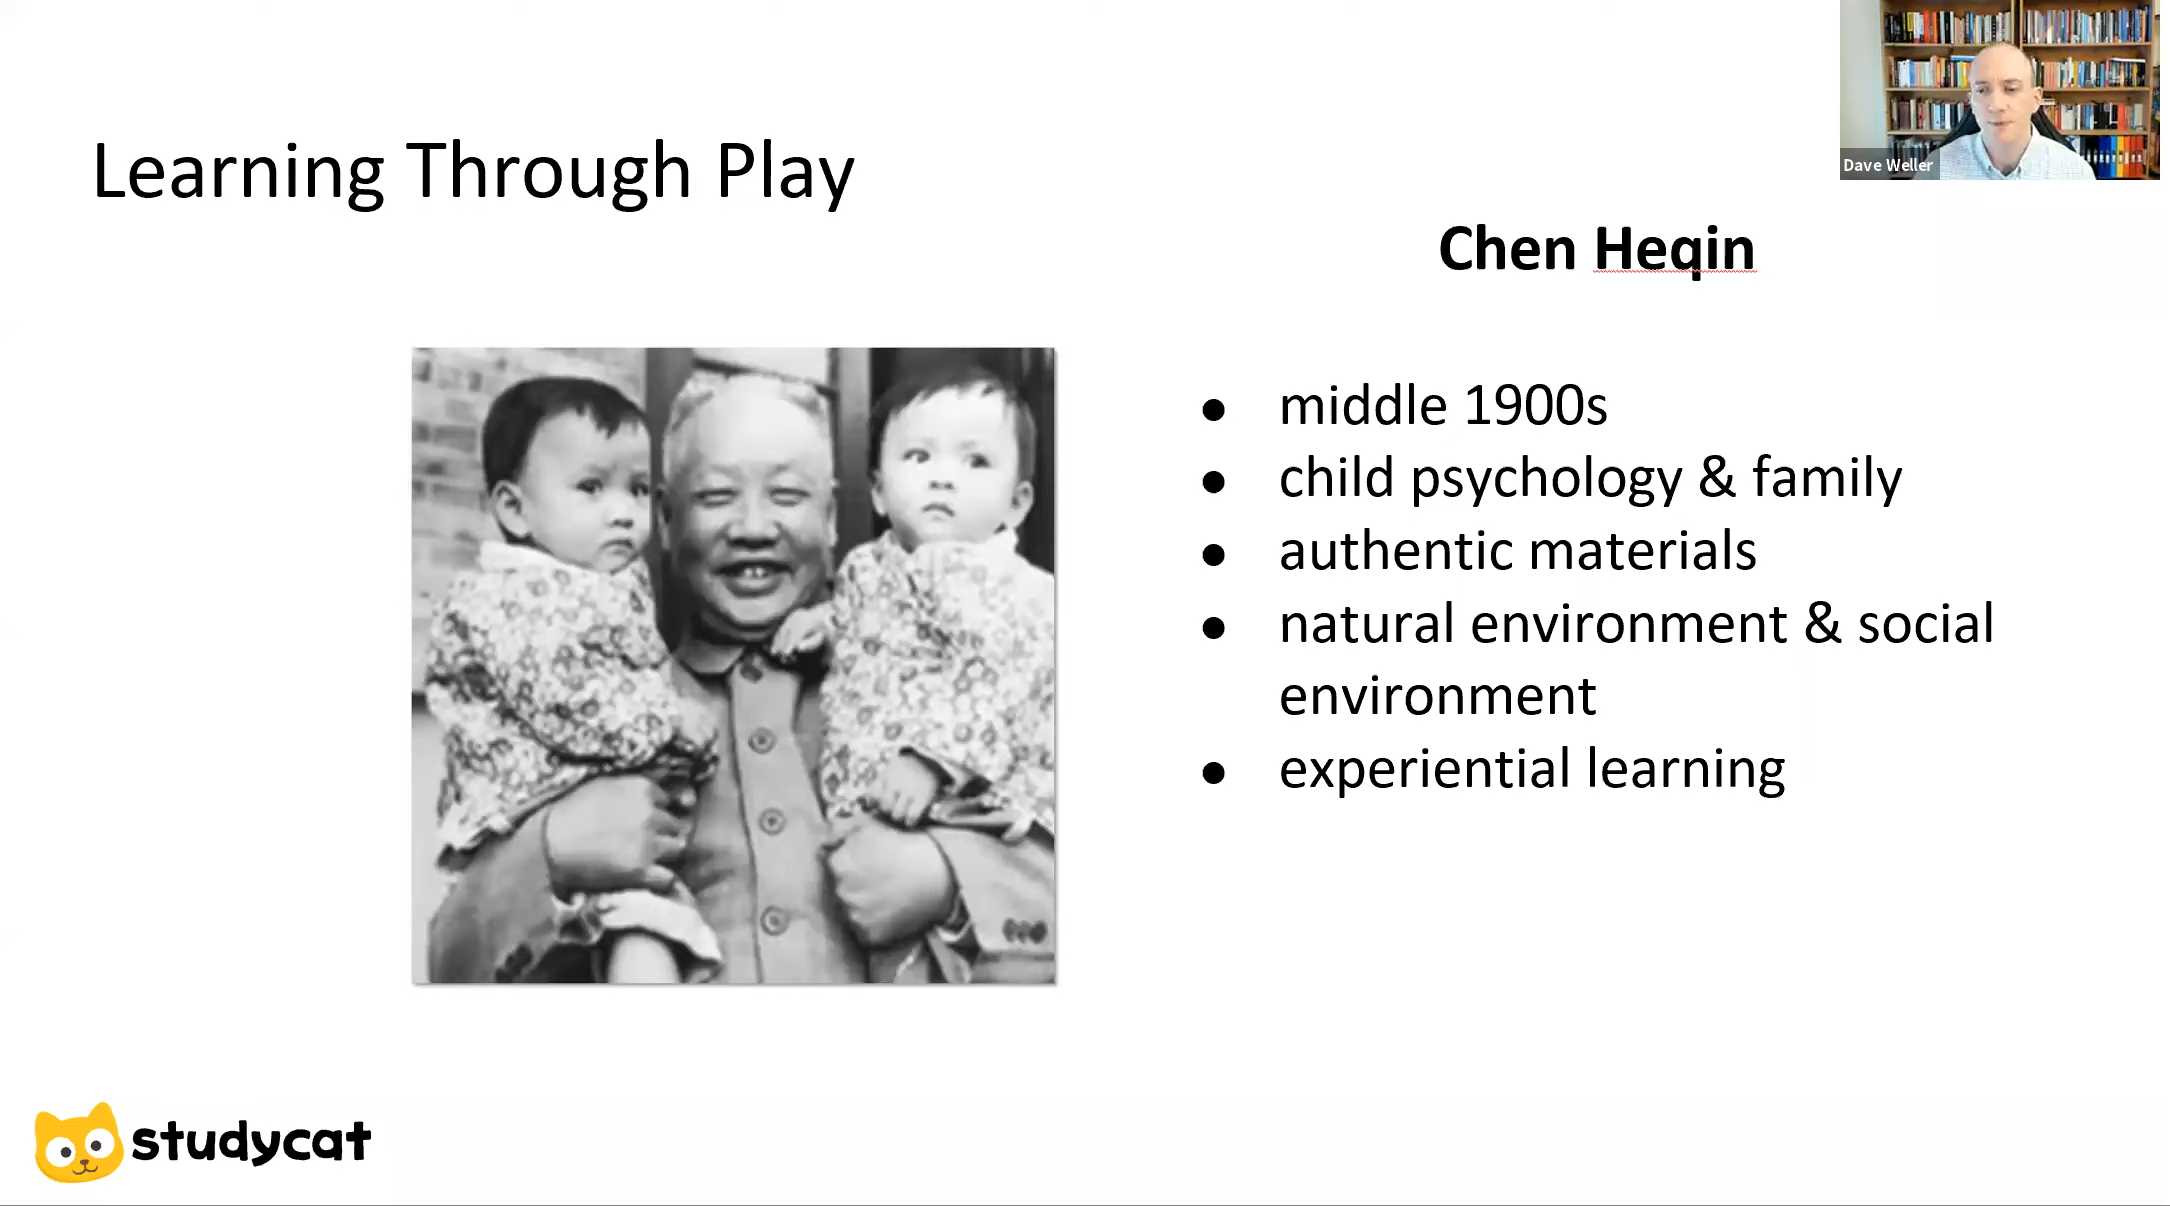 Dave Weller
Learning Through Play
Chen Heqin
● middle 1900s
● child psychology & family
● authentic materials
● natural environment & social
environment
● experiential learning
studycat